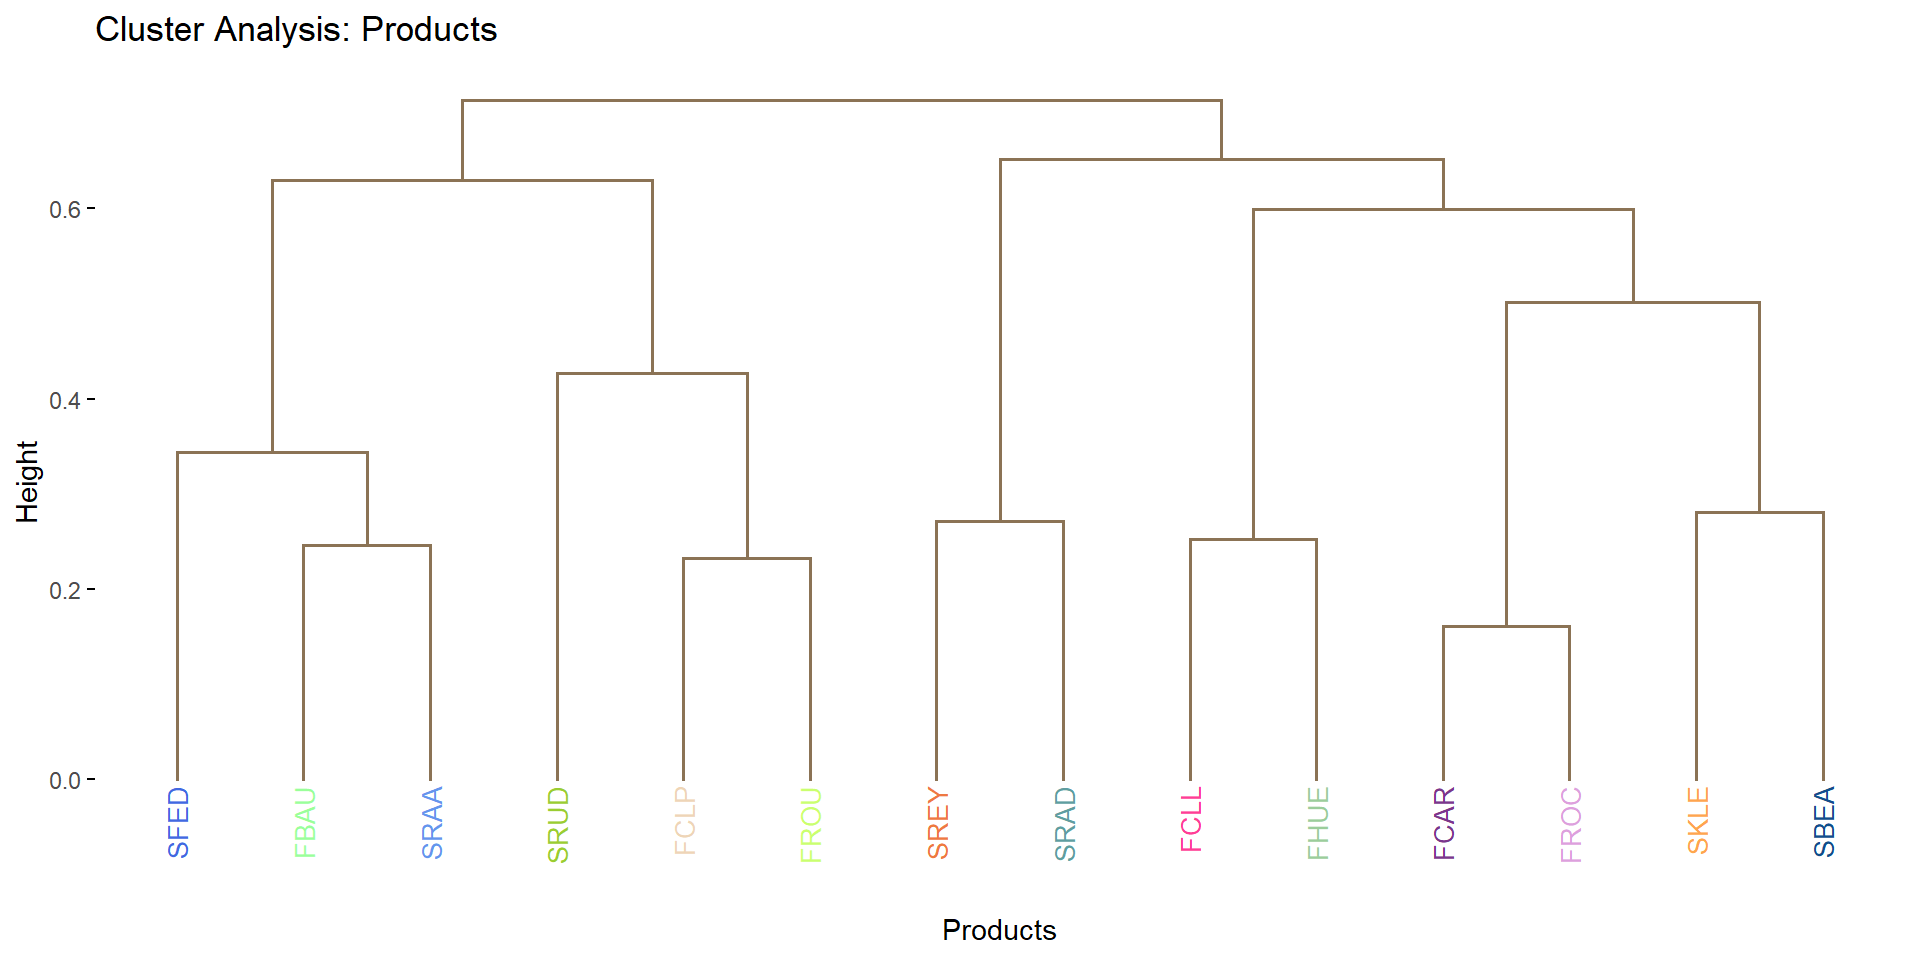 Cluster Analysis: Products
0.6
0.4
0.2
0.0
Height
SFED
FBAU
SRAA
SRUD
FCLP
FROU
SREY
SRAD
FCLL
FHUE
FCAR
FROC
SKLE
SBEA
Products